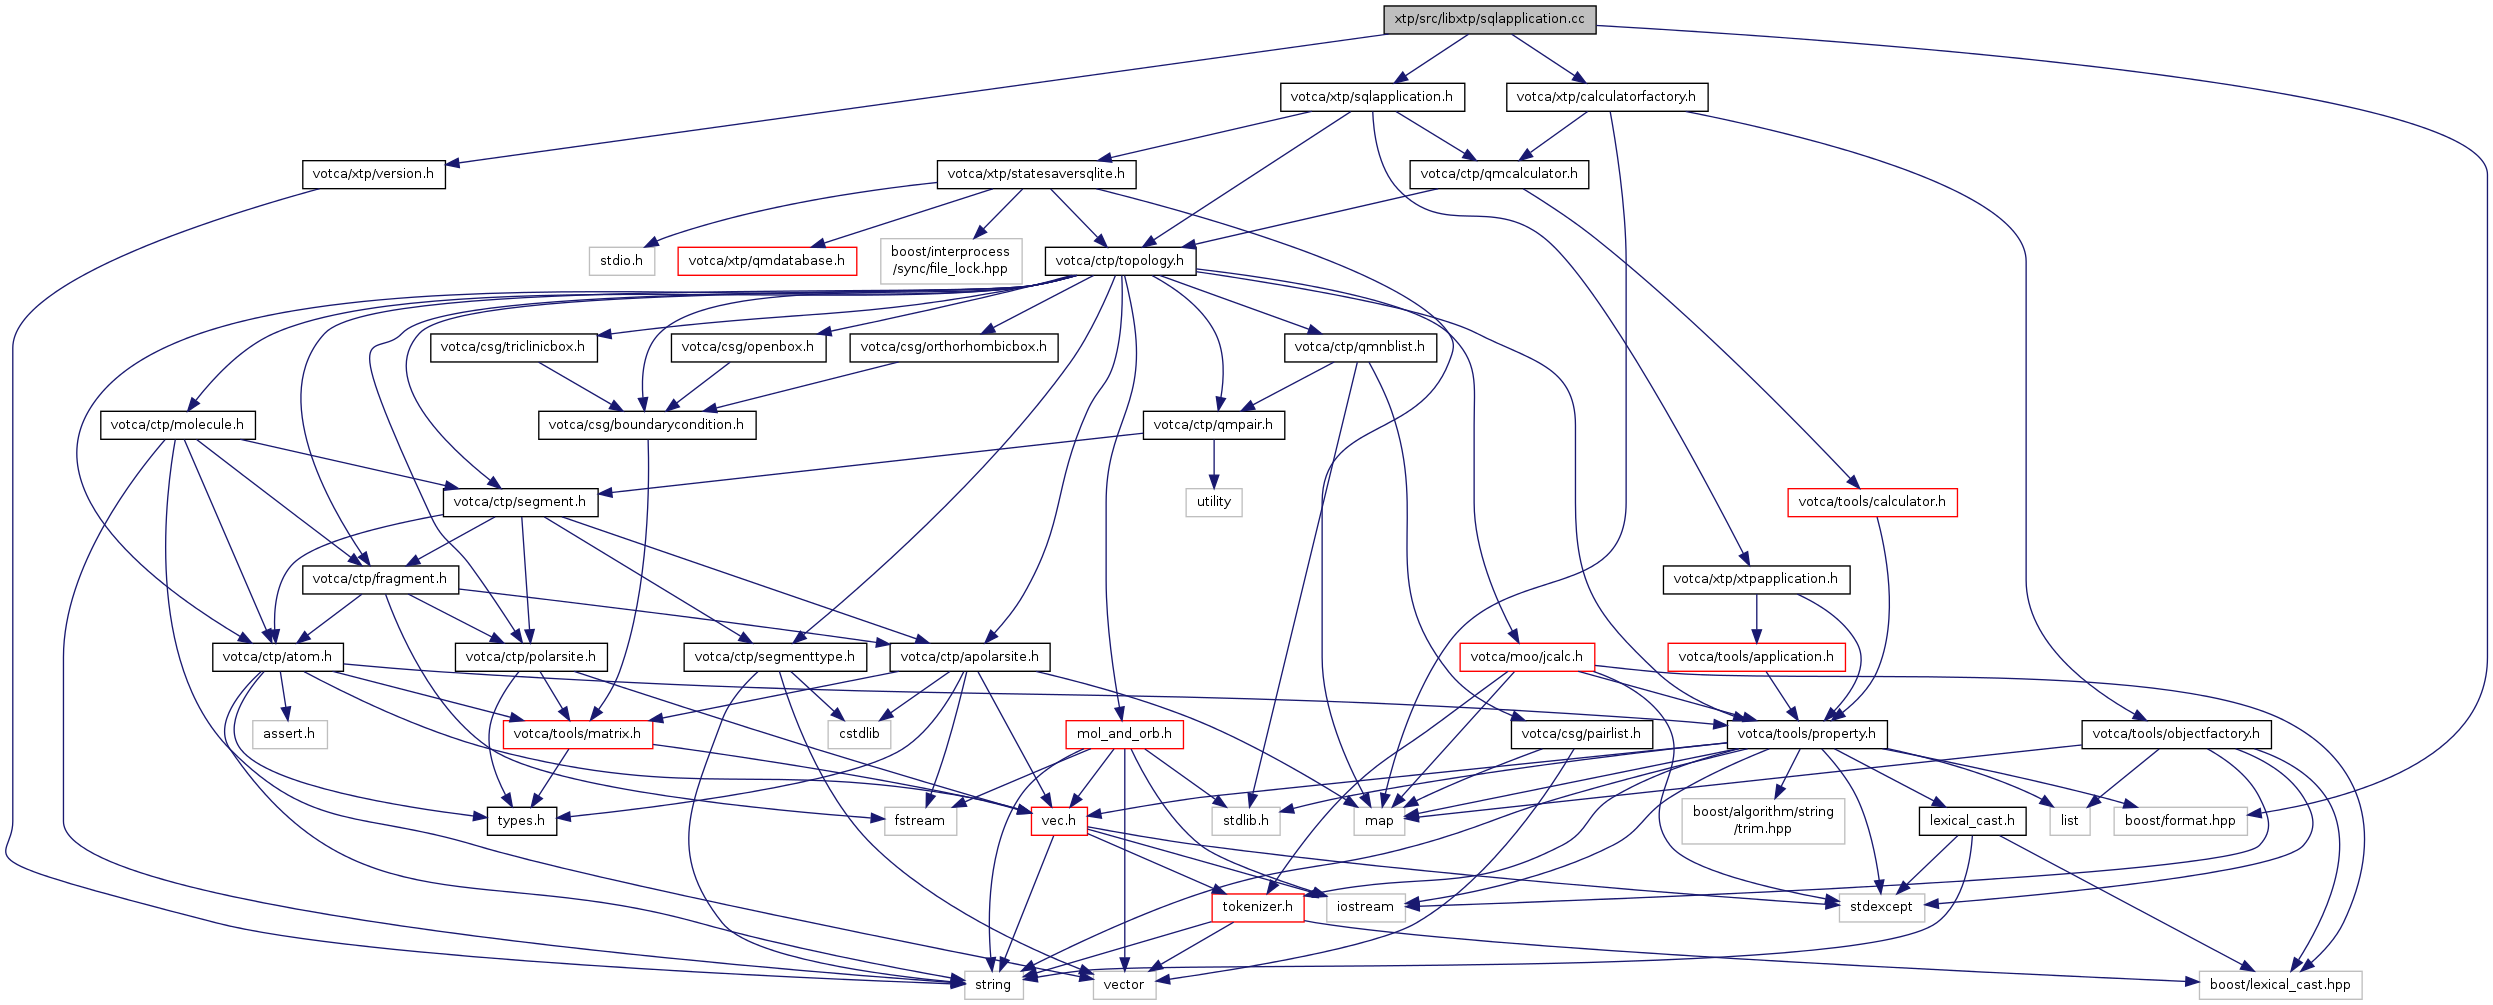 xtp/src/libxtp/sqlapplication.cc
votca/xtp/sqlapplication.h
votca/xtp/calculatorfactory.h
votca/xtp/version.h
votca/xtp/statesaversqlite.h
votca/ctp/qmcalculator.h
stdio.h
votca/xtp/qmdatabase.h
boost/interprocess
/sync/file_lock.hpp
votca/ctp/topology.h
votca/csg/triclinicbox.h
votca/csg/openbox.h
votca/csg/orthorhombicbox.h
votca/ctp/qmnblist.h
votca/ctp/molecule.h
votca/csg/boundarycondition.h
votca/ctp/qmpair.h
votca/ctp/segment.h
utility
votca/tools/calculator.h
votca/ctp/fragment.h
votca/xtp/xtpapplication.h
votca/ctp/atom.h
votca/ctp/polarsite.h
votca/ctp/segmenttype.h
votca/ctp/apolarsite.h
votca/moo/jcalc.h
votca/tools/application.h
assert.h
votca/tools/matrix.h
cstdlib
mol_and_orb.h
votca/csg/pairlist.h
votca/tools/property.h
votca/tools/objectfactory.h
types.h
fstream
vec.h
stdlib.h
map
boost/algorithm/string
/trim.hpp
lexical_cast.h
list
boost/format.hpp
tokenizer.h
iostream
stdexcept
string
vector
boost/lexical_cast.hpp